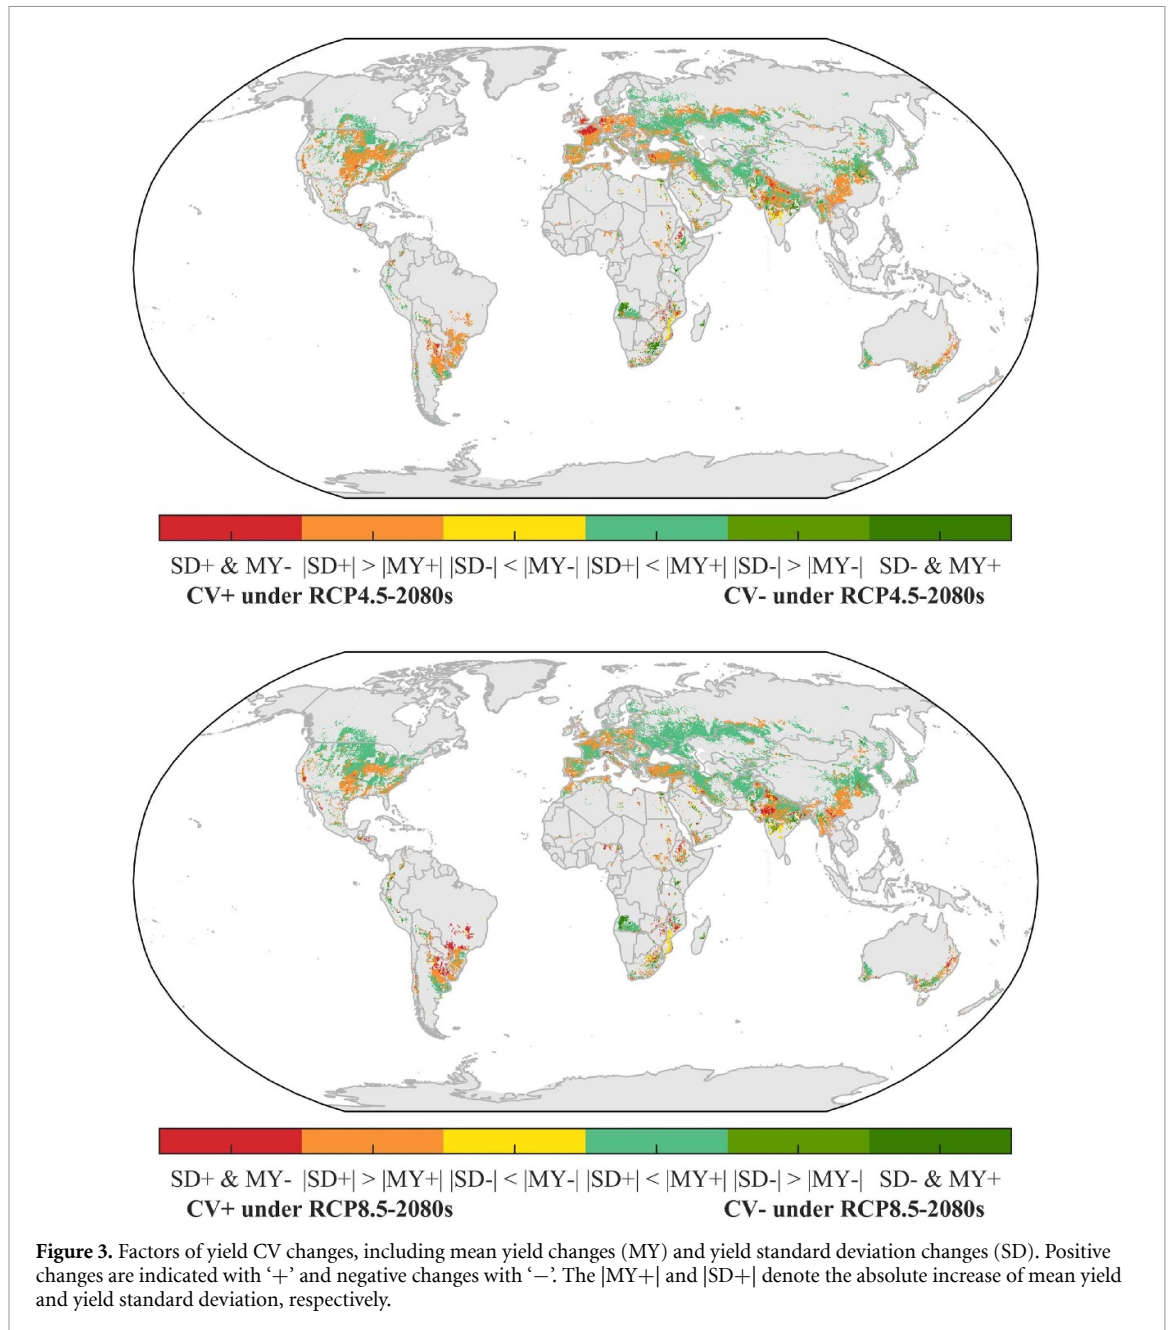 SD+ & MY- |SD+| > |MY+| |SD-| < |MY-| |SD+| < |MY+| |SD-| > |MY-| SD- & MY+
CV+ under RCP4.5-2080s CV- under RCP4.5-2080s
SD+ & MY- |SD+| > |MY+| |SD-| < |MY-| |SD+| < |MY+| |SD-| > |MY-| SD- & MY+
CV+ under RCP8.5-2080s CV- under RCP8.5-2080s
Figure 3. Factors of yield CV changes, including mean yield changes (MY) and yield standard deviation changes (SD). Positive
changes are indicated with ‘+’ and negative changes with ‘−’. The |MY+| and |SD+| denote the absolute increase of mean yield
and yield standard deviation, respectively.